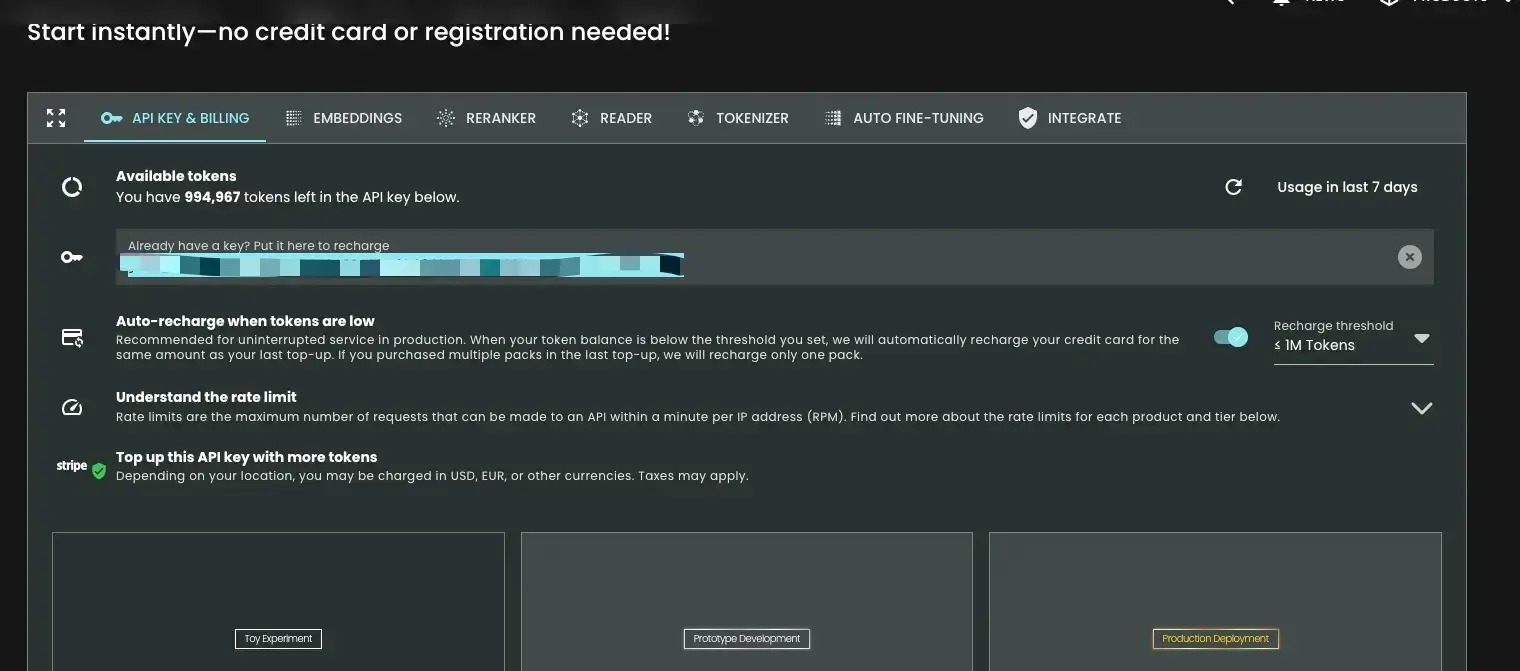 Start instantly—no credit card or registration needed!
API KEY & BILLING
EMBEDDINGS
RERANKER
READER
TOKENIZER
AUTO FINE-TUNING
INTEGRATE
Available tokens
You have 994,967 tokens left in the API key below.
Usage in last 7 days
Already have a key? Put it here to recharge
Auto-recharge when tokens are low
Recommended for uninterrupted service in production. When your token balance is below the threshold you set, we will automatically recharge your credit card for the
same amount as your last top-up. If you purchased multiple packs in the last top-up, we will recharge only one pack.
Recharge threshold
≤ 1M Tokens
Understand the rate limit
Rate limits are the maximum number of requests that can be made to an API within a minute per IP address (RPM). Find out more about the rate limits for each product and tier below.
stripe
Top up this API key with more tokens
Depending on your location, you may be charged in USD, EUR, or other currencies. Taxes may apply.
Toy Experiment
Prototype Development
Production Deployment